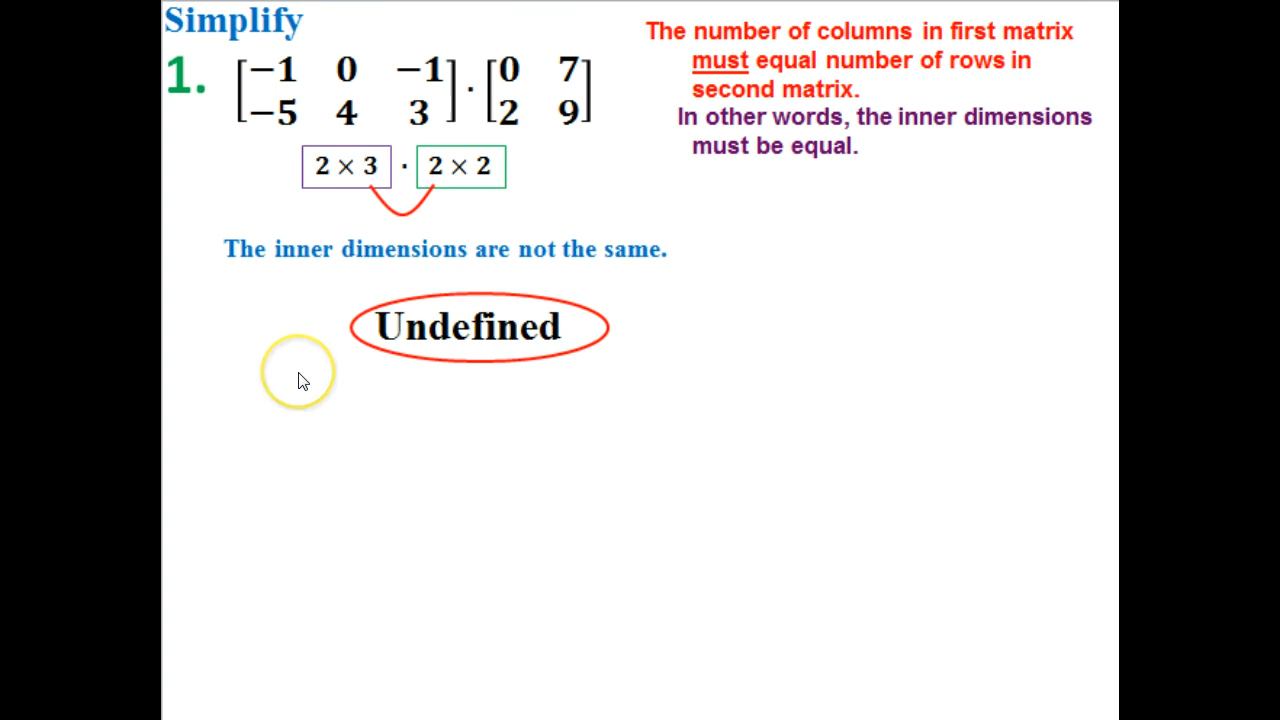 Simplify
1. [−1 0 −1] · [0 7]
[−5 4 3] [2 9]
2 × 3 · 2 × 2
The inner dimensions are not the same.
Undefined
The number of columns in first matrix
must equal number of rows in
second matrix.
In other words, the inner dimensions
must be equal.